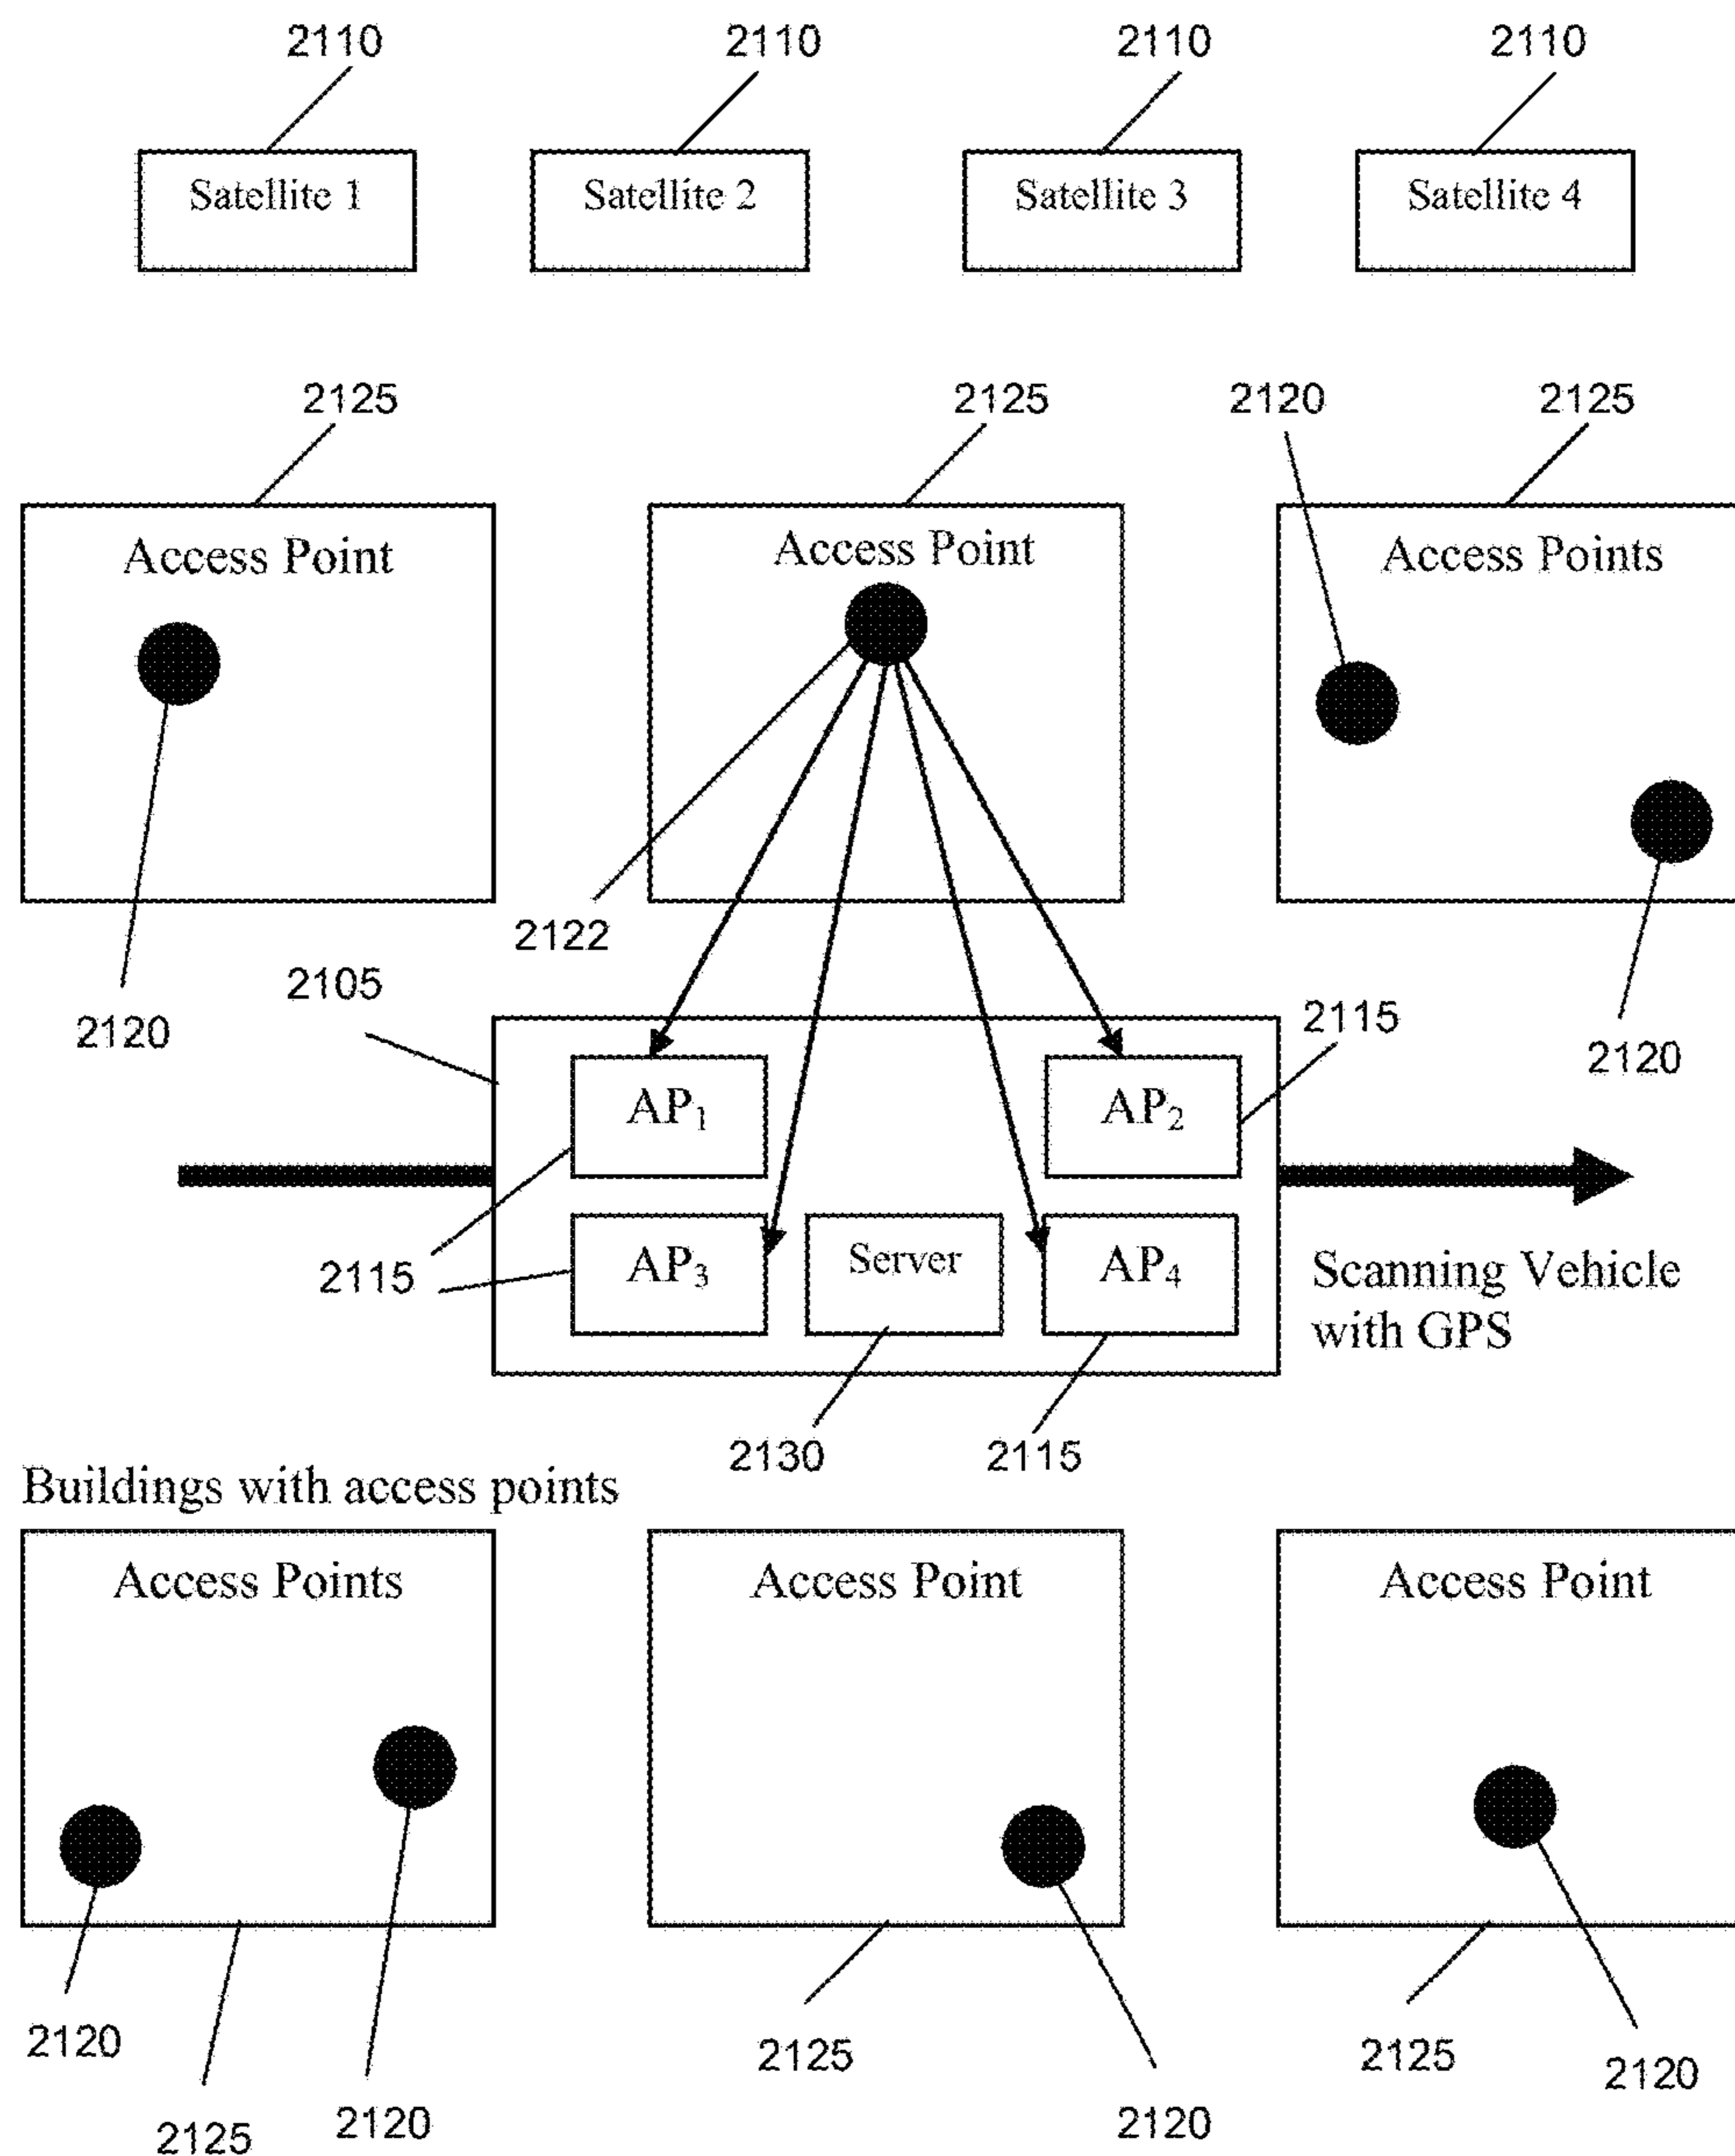 2110 2110 2110 2110
Satellite 1 Satellite 2 Satellite 3 Satellite 4
2125 2125 2120 2125
Access Point Access Point Access Points
2122
2105
2120 2115 2120
AP₁ AP₂
2115 AP₃ Server AP₄ Scanning Vehicle
with GPS
2130 2115
Buildings with access points
Access Points Access Point Access Point
2120 2125 2125 2120
2125 2120 2120